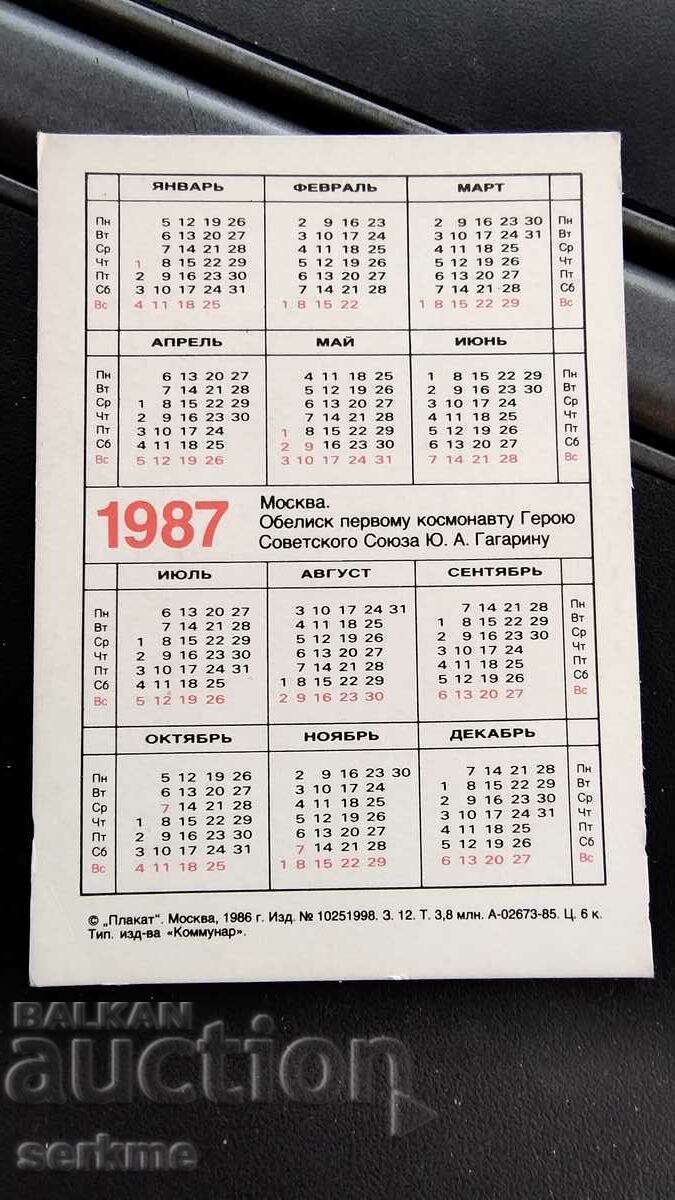 ЯНВАРЬ ФЕВРАЛЬ МАРТ
Пн 5 12 19 26 2 9 16 23 2 9 16 23 30 Пн
Вт 6 13 20 27 3 10 17 24 3 10 17 24 31 Вт
Ср 7 14 21 28 4 11 18 25 4 11 18 25 Ср
Чт 1 8 15 22 29 5 12 19 26 5 12 19 26 Чт
Пт 2 9 16 23 30 6 13 20 27 6 13 20 27 Пт
Сб 3 10 17 24 31 7 14 21 28 7 14 21 28 Сб
Вс 4 11 18 25 1 8 15 22 1 8 15 22 29 Вс
АПРЕЛЬ МАЙ ИЮНЬ
Пн 6 13 20 27 4 11 18 25 1 8 15 22 29 Пн
Вт 7 14 21 28 5 12 19 26 2 9 16 23 30 Вт
Ср 1 8 15 22 29 6 13 20 27 3 10 17 24 Ср
Чт 2 9 16 23 30 7 14 21 28 4 11 18 25 Чт
Пт 3 10 17 24 1 8 15 22 29 5 12 19 26 Пт
Сб 4 11 18 25 2 9 16 23 30 6 13 20 27 Сб
Вс 5 12 19 26 3 10 17 24 31 7 14 21 28 Вс
1987 Москва.
Обелиск первому космонавту Герою
Советского Союза Ю. А. Гагарину
ИЮЛЬ АВГУСТ СЕНТЯБРЬ
Пн 6 13 20 27 3 10 17 24 31 7 14 21 28 Пн
Вт 7 14 21 28 4 11 18 25 1 8 15 22 29 Вт
Ср 1 8 15 22 29 5 12 19 26 2 9 16 23 30 Ср
Чт 2 9 16 23 30 6 13 20 27 3 10 17 24 Чт
Пт 3 10 17 24 31 7 14 21 28 4 11 18 25 Пт
Сб 4 11 18 25 1 8 15 22 29 5 12 19 26 Сб
Вс 5 12 19 26 2 9 16 23 30 6 13 20 27 Вс
ОКТЯБРЬ НОЯБРЬ ДЕКАБРЬ
Пн 5 12 19 26 2 9 16 23 30 7 14 21 28 Пн
Вт 6 13 20 27 3 10 17 24 1 8 15 22 29 Вт
Ср 7 14 21 28 4 11 18 25 2 9 16 23 30 Ср
Чт 1 8 15 22 29 5 12 19 26 3 10 17 24 31 Чт
Пт 2 9 16 23 30 6 13 20 27 4 11 18 25 Пт
Сб 3 10 17 24 31 7 14 21 28 5 12 19 26 Сб
Вс 4 11 18 25 1 8 15 22 29 6 13 20 27 Вс
© „Плакат“. Москва, 1986 г. Изд. № 10251998. З. 12. Т. 3,8 млн. А-02673-85. Ц. 6 к.
Тип. изд-ва «Коммунар».
BALKAN
auction
serkme